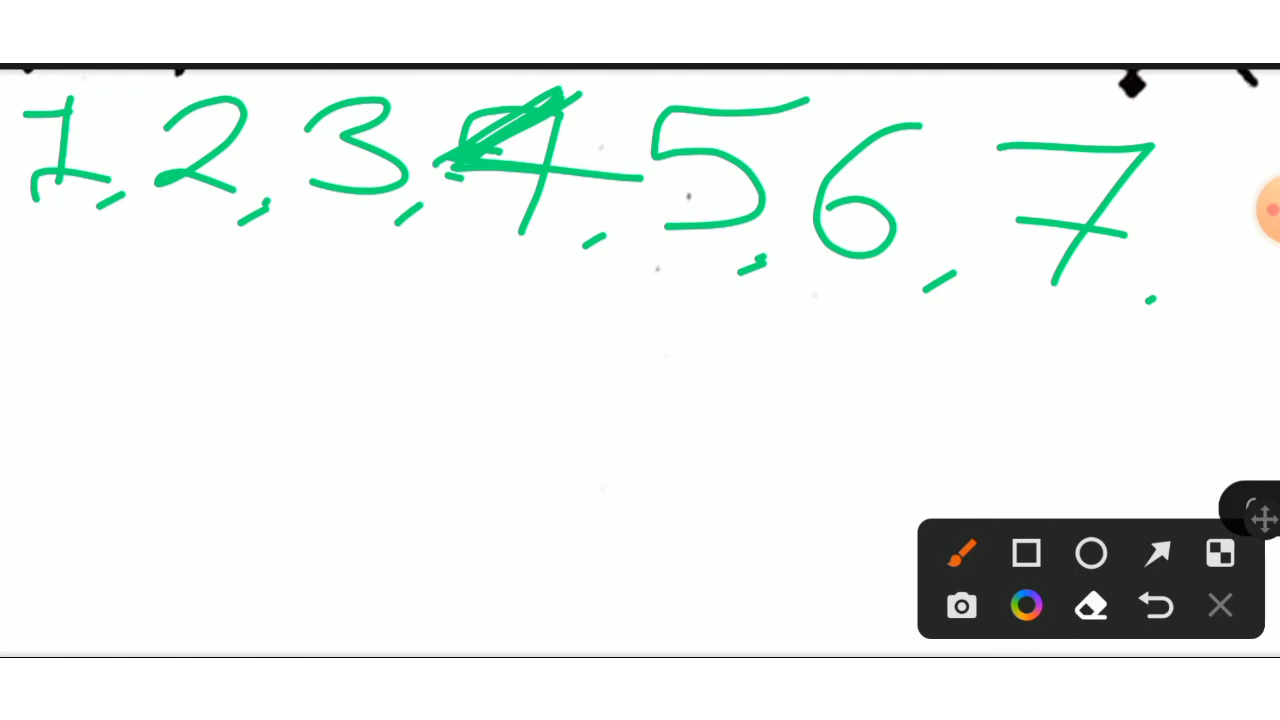 1, 2, 3, 4, 5, 6, 7.